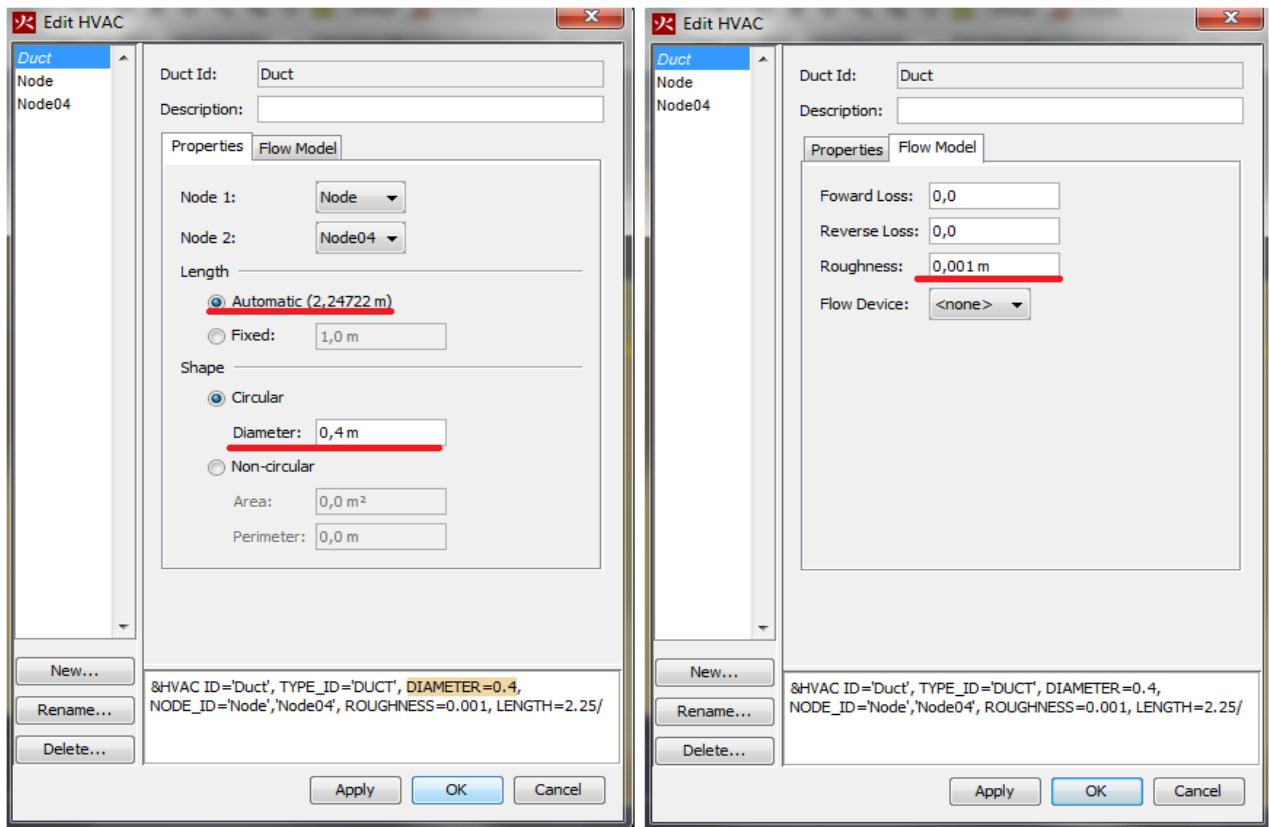 Edit HVAC
Duct
Node
Node04
Duct Id: Duct
Description:
Properties Flow Model
Node 1: Node
Node 2: Node04
Length
Automatic (2,24722 m)
Fixed: 1,0 m
Shape
Circular
Diameter: 0,4 m
Non-circular
Area: 0,0 m²
Perimeter: 0,0 m
New...
Rename...
Delete...
&HVAC ID='Duct', TYPE_ID='DUCT', DIAMETER=0.4,
NODE_ID='Node','Node04', ROUGHNESS=0.001, LENGTH=2.25/
Apply OK Cancel
Edit HVAC
Duct
Node
Node04
Duct Id: Duct
Description:
Properties Flow Model
Foward Loss: 0,0
Reverse Loss: 0,0
Roughness: 0,001 m
Flow Device: <none>
New...
Rename...
Delete...
&HVAC ID='Duct', TYPE_ID='DUCT', DIAMETER=0.4,
NODE_ID='Node','Node04', ROUGHNESS=0.001, LENGTH=2.25/
Apply OK Cancel